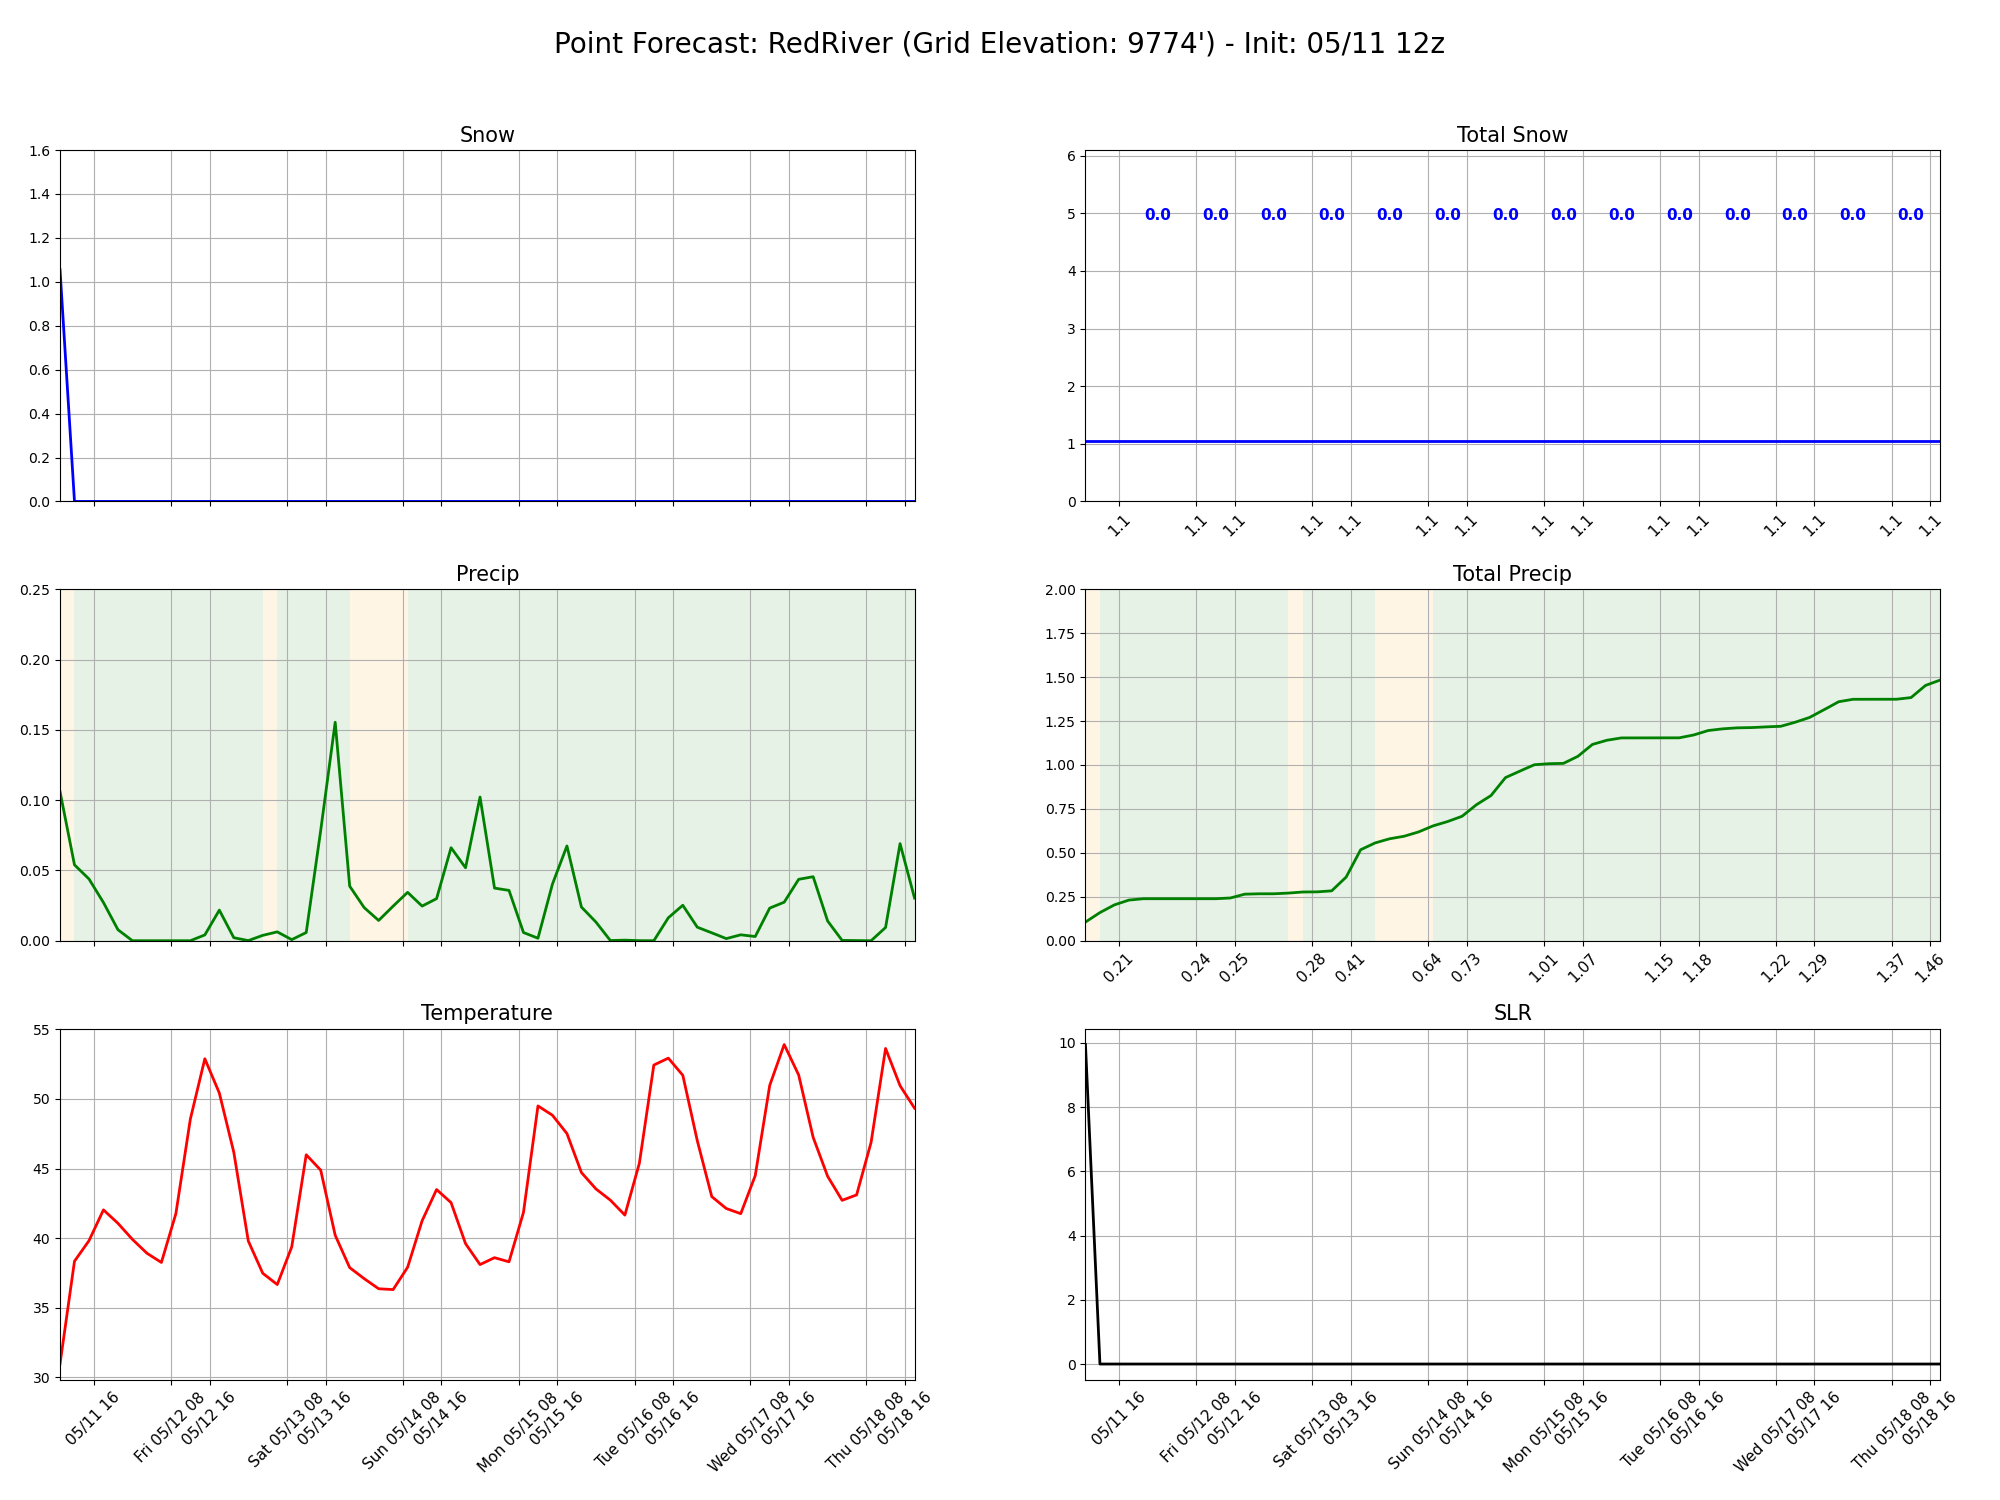 Point Forecast: RedRiver (Grid Elevation: 9774') - Init: 05/11 12z
Snow
1.6
1.4
1.2
1.0
0.8
0.6
0.4
0.2
0.0
Total Snow
6
5
4
3
2
1
0
0.0 0.0 0.0 0.0 0.0 0.0 0.0 0.0 0.0 0.0 0.0 0.0 0.0 0.0
1.1 1.1 1.1 1.1 1.1 1.1 1.1 1.1 1.1 1.1 1.1 1.1 1.1 1.1 1.1
Precip
0.25
0.20
0.15
0.10
0.05
0.00
Total Precip
2.00
1.75
1.50
1.25
1.00
0.75
0.50
0.25
0.00
0.21 0.24 0.25 0.28 0.41 0.64 0.73 1.01 1.07 1.15 1.18 1.22 1.29 1.37 1.46
Temperature
55
50
45
40
35
30
05/11 16
Fri 05/12 08
05/12 16
Sat 05/13 08
05/13 16
Sun 05/14 08
05/14 16
Mon 05/15 08
05/15 16
Tue 05/16 08
05/16 16
Wed 05/17 08
05/17 16
Thu 05/18 08
05/18 16
SLR
10
8
6
4
2
0
05/11 16
Fri 05/12 08
05/12 16
Sat 05/13 08
05/13 16
Sun 05/14 08
05/14 16
Mon 05/15 08
05/15 16
Tue 05/16 08
05/16 16
Wed 05/17 08
05/17 16
Thu 05/18 08
05/18 16